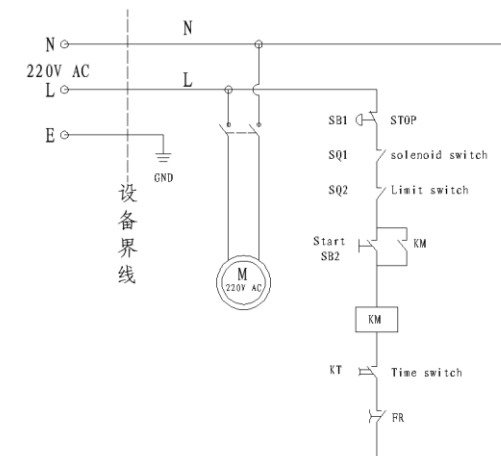 N
N
220V AC
L
L
E
GND
设备界线
M
220V AC
SB1
STOP
SQ1
solenoid switch
SQ2
Limit switch
Start
SB2
KM
KM
KT
Time switch
FR